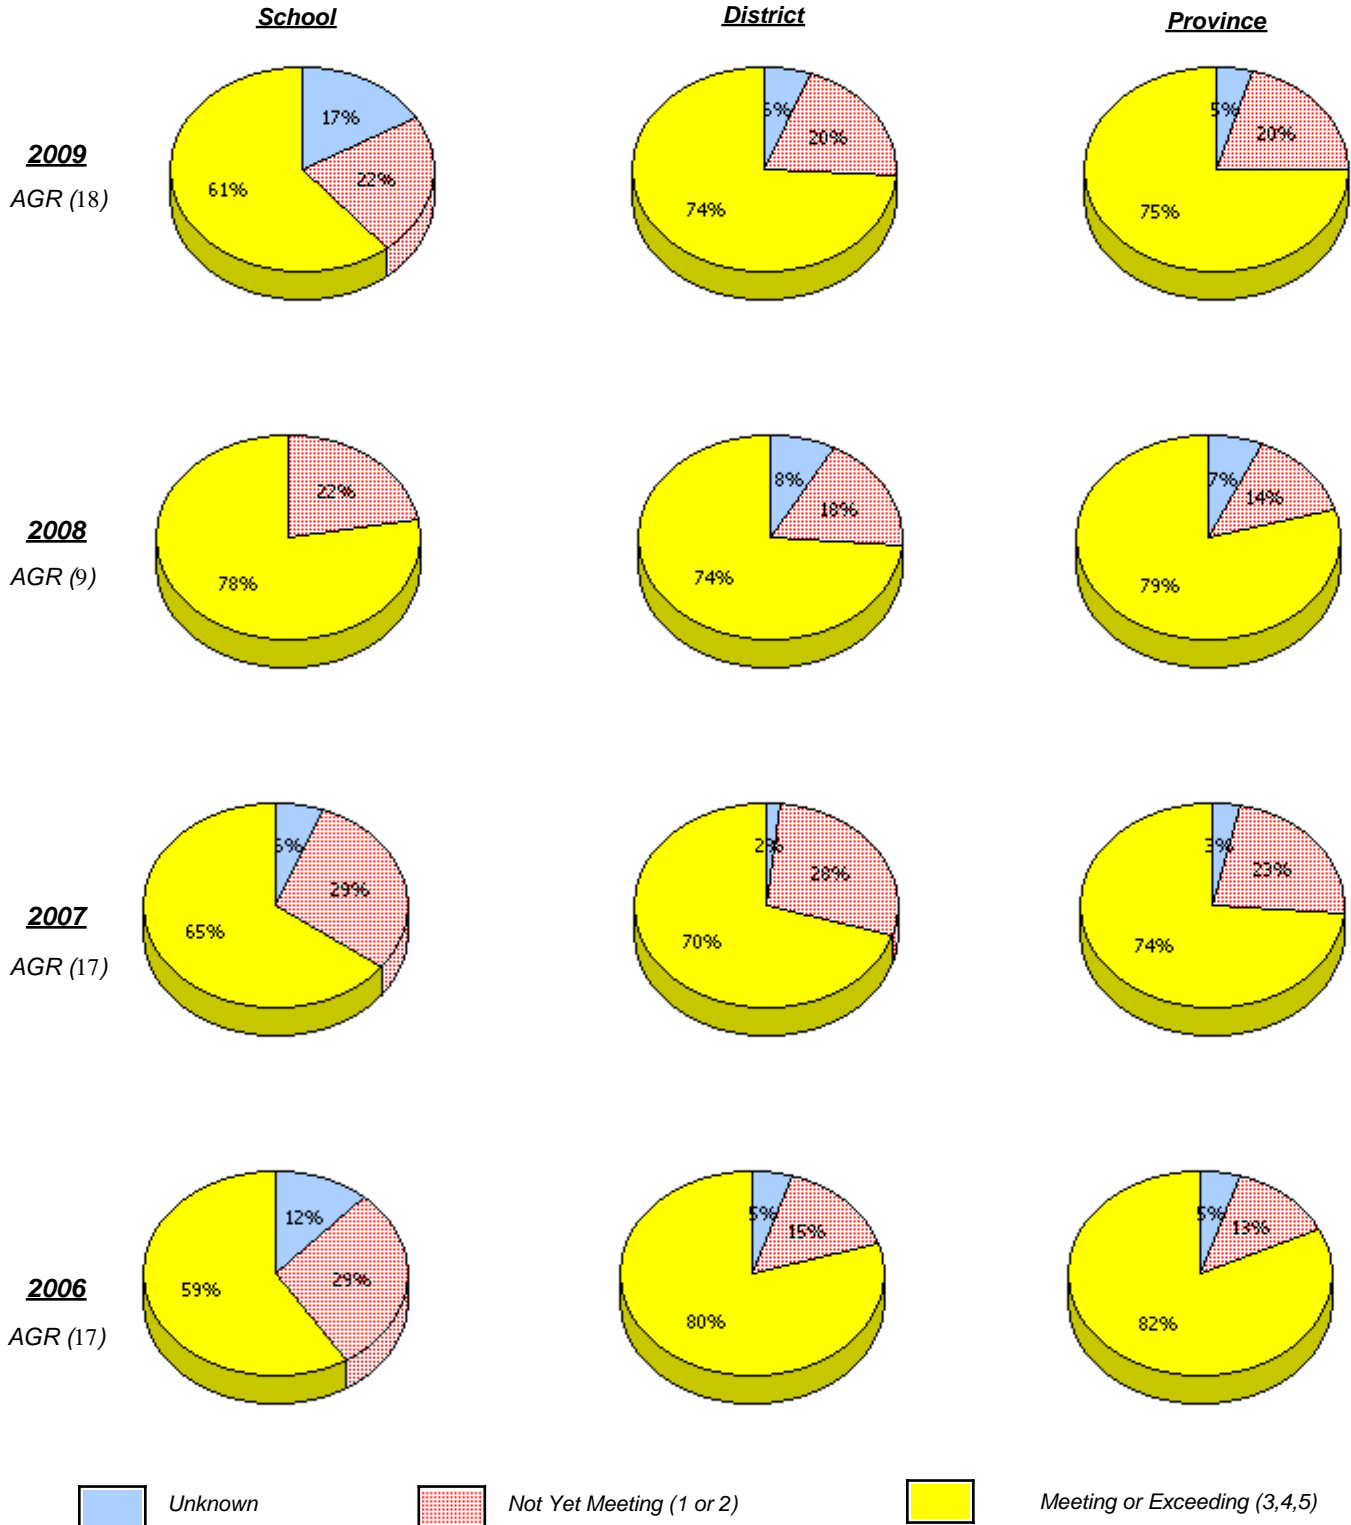 School District Province
17% 6% 5%
22% 20% 20%
2009
AGR (18)
61% 74% 75%
22% 8% 7%
18% 14%
2008
AGR (9)
78% 74% 79%
6% 2% 3%
29% 28% 23%
2007
AGR (17)
65% 70% 74%
12% 5% 5%
29% 15% 13%
2006
AGR (17)
59% 80% 82%
Unknown Not Yet Meeting (1 or 2) Meeting or Exceeding (3,4,5)